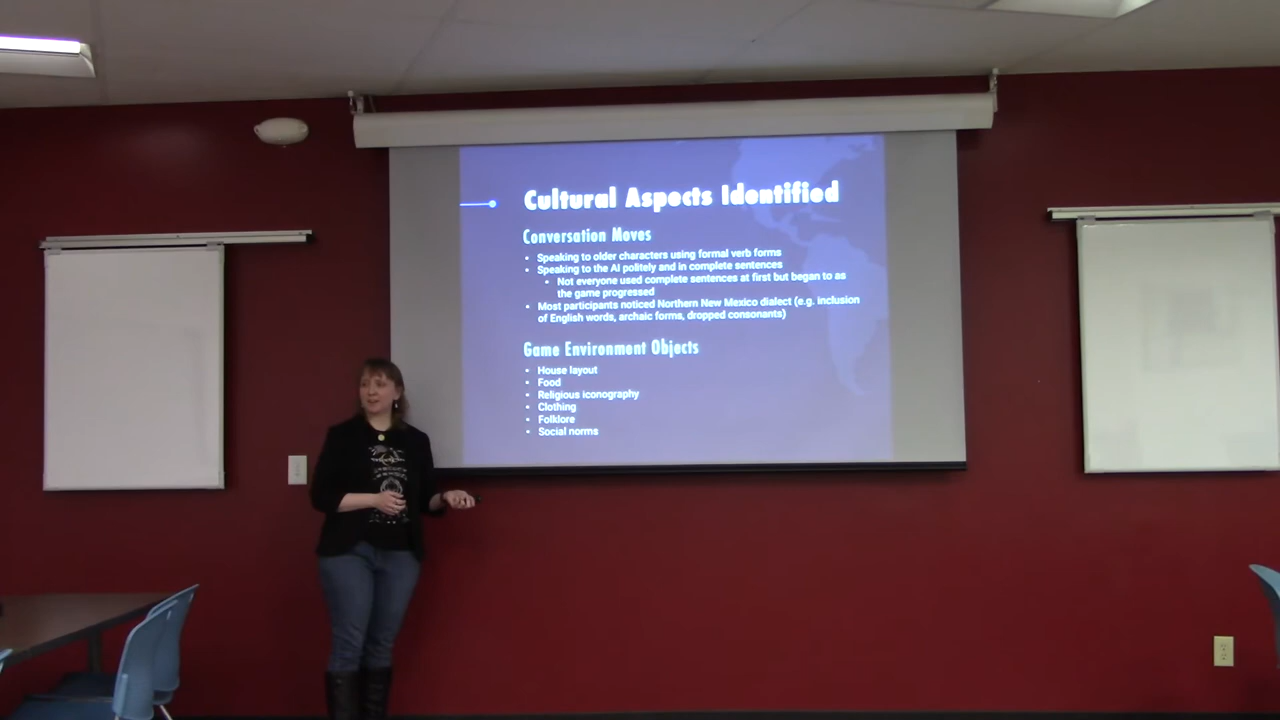 Cultural Aspects Identified
Conversation Moves
• Speaking to older characters using formal verb forms
• Speaking to the AI politely and in complete sentences
• Not everyone used complete sentences at first but began to as
the game progressed
• Most participants noticed Northern New Mexico dialect (e.g. inclusion
of English words, archaic forms, dropped consonants)
Game Environment Objects
• House layout
• Food
• Religious iconography
• Clothing
• Folklore
• Social norms